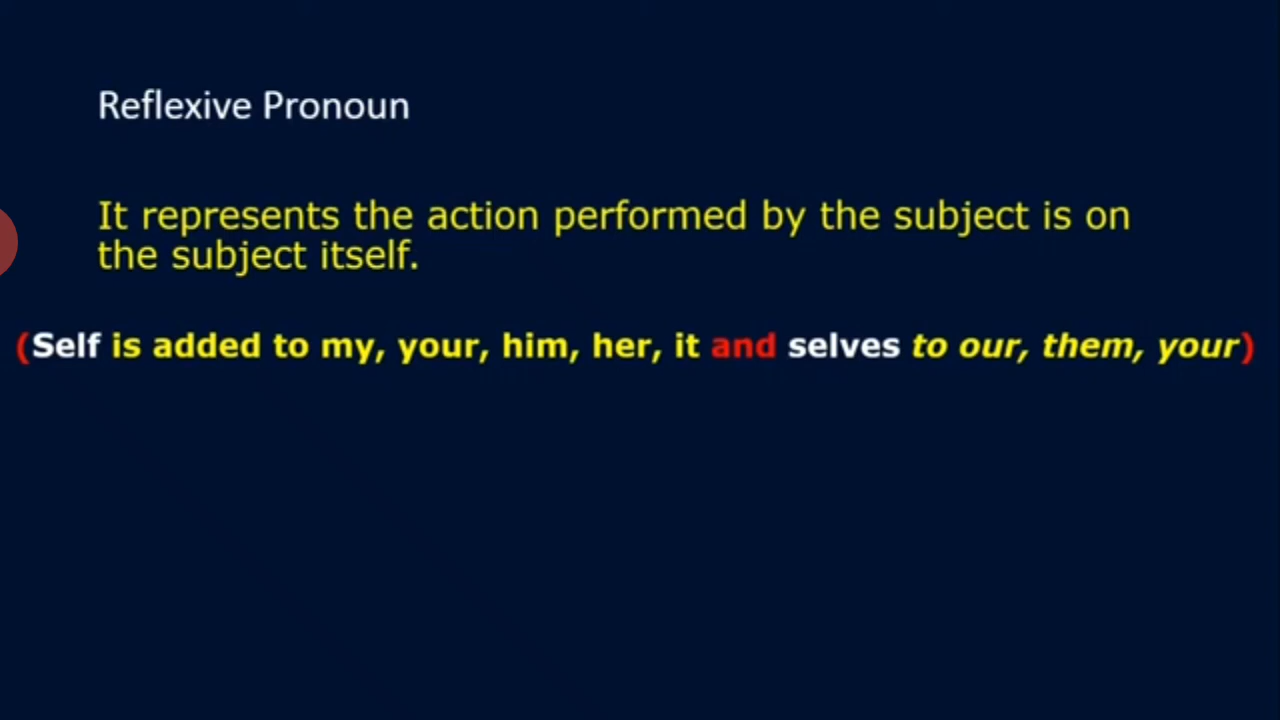 Reflexive Pronoun
It represents the action performed by the subject is on
the subject itself.
(Self is added to my, your, him, her, it and selves to our, them, your)